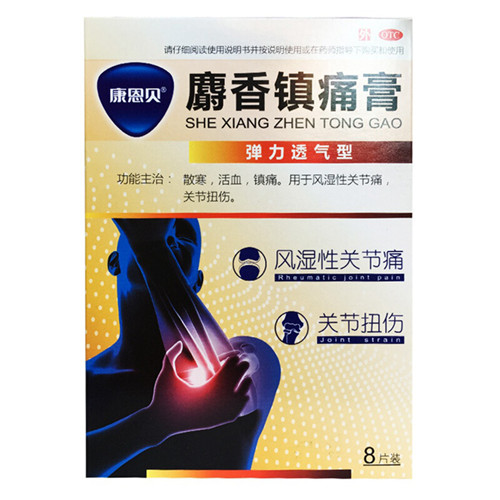 外 OTC
请仔细阅读使用说明书并按说明使用或在药师指导下购买和使用
康恩贝®
麝香镇痛膏
SHE XIANG ZHEN TONG GAO
弹力透气型
功能主治：散寒，活血，镇痛。用于风湿性关节痛，
关节扭伤。
风湿性关节痛
Rheumatic joint pain
关节扭伤
Joint strain
8片装